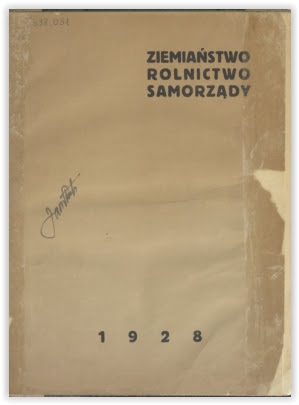 ZIEMIAŃSTWO
ROLNICTWO
SAMORZĄDY
1928